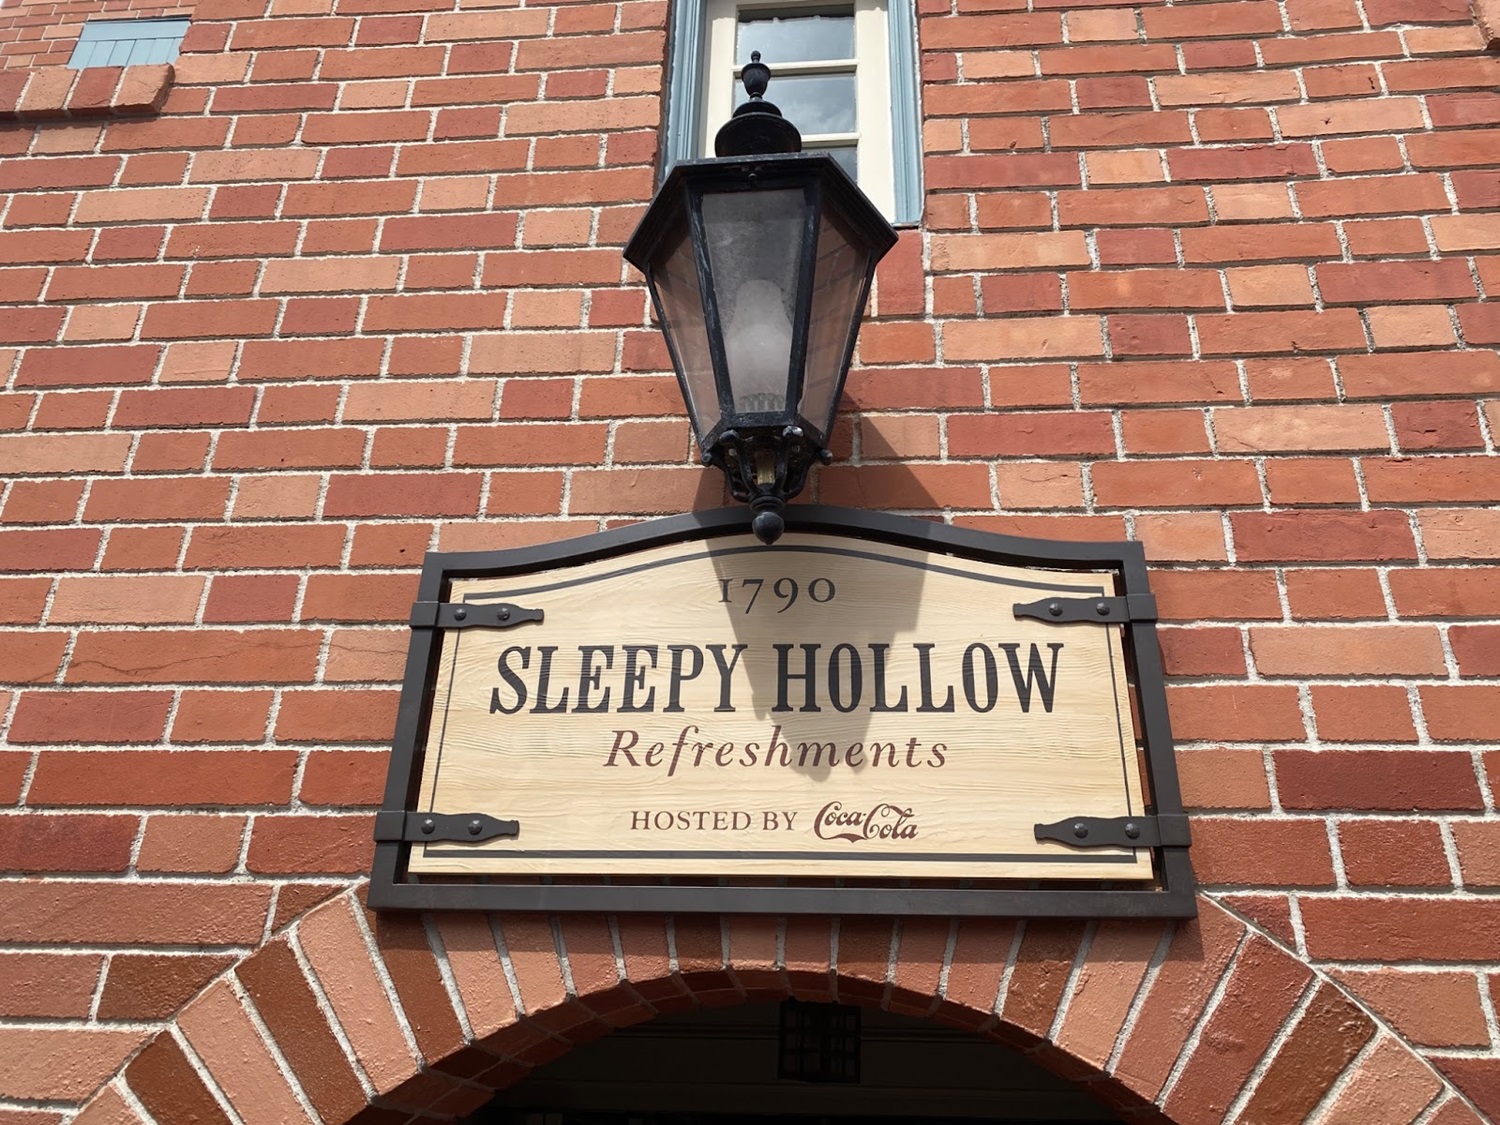 1790
SLEEPY HOLLOW
Refreshments
HOSTED BY Coca-Cola